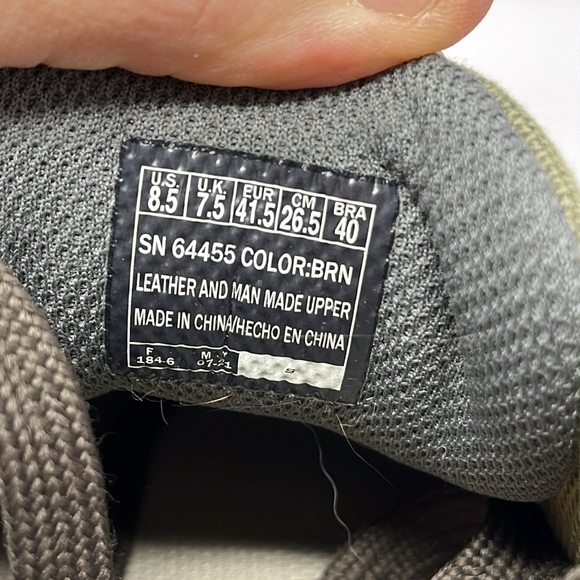 U.S. U.K. EUR CM BRA
8.5 7.5 41.5 26.5 40
SN 64455 COLOR:BRN
LEATHER AND MAN MADE UPPER
MADE IN CHINA/HECHO EN CHINA
F M Y
184-6 07-21 S